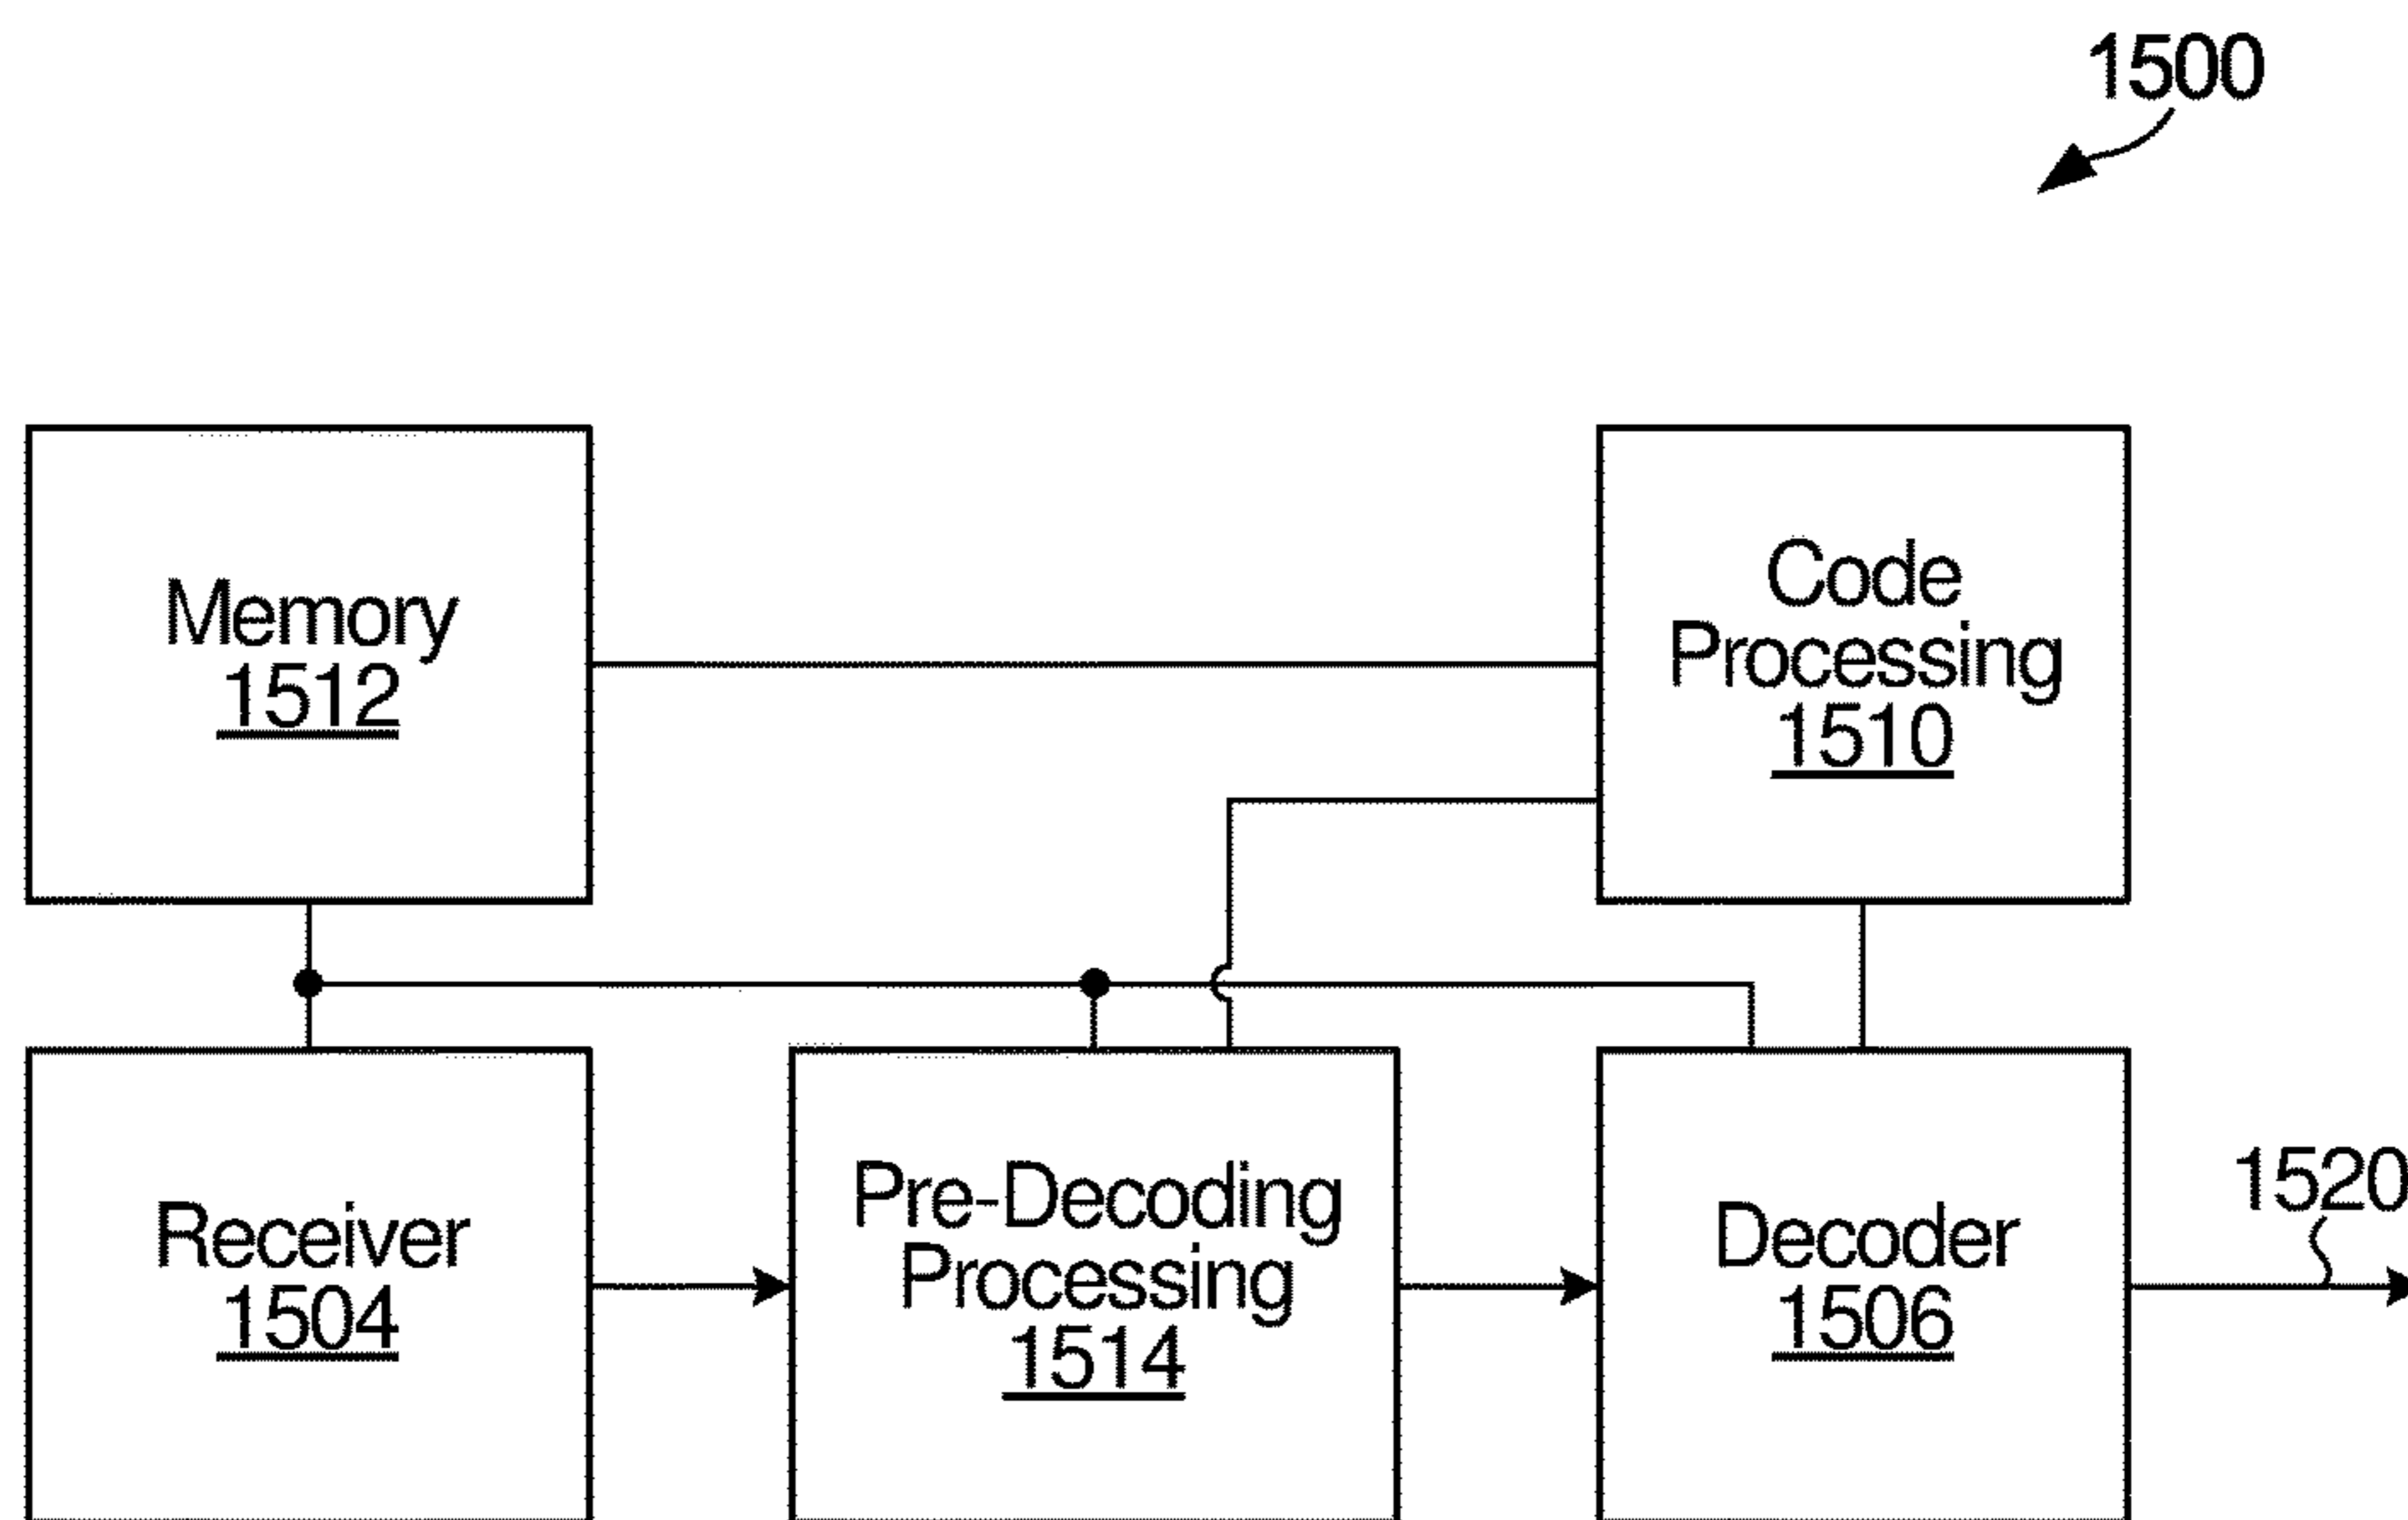 1500
Memory
1512
Code
Processing
1510
Receiver
1504
Pre-Decoding
Processing
1514
Decoder
1506
1520